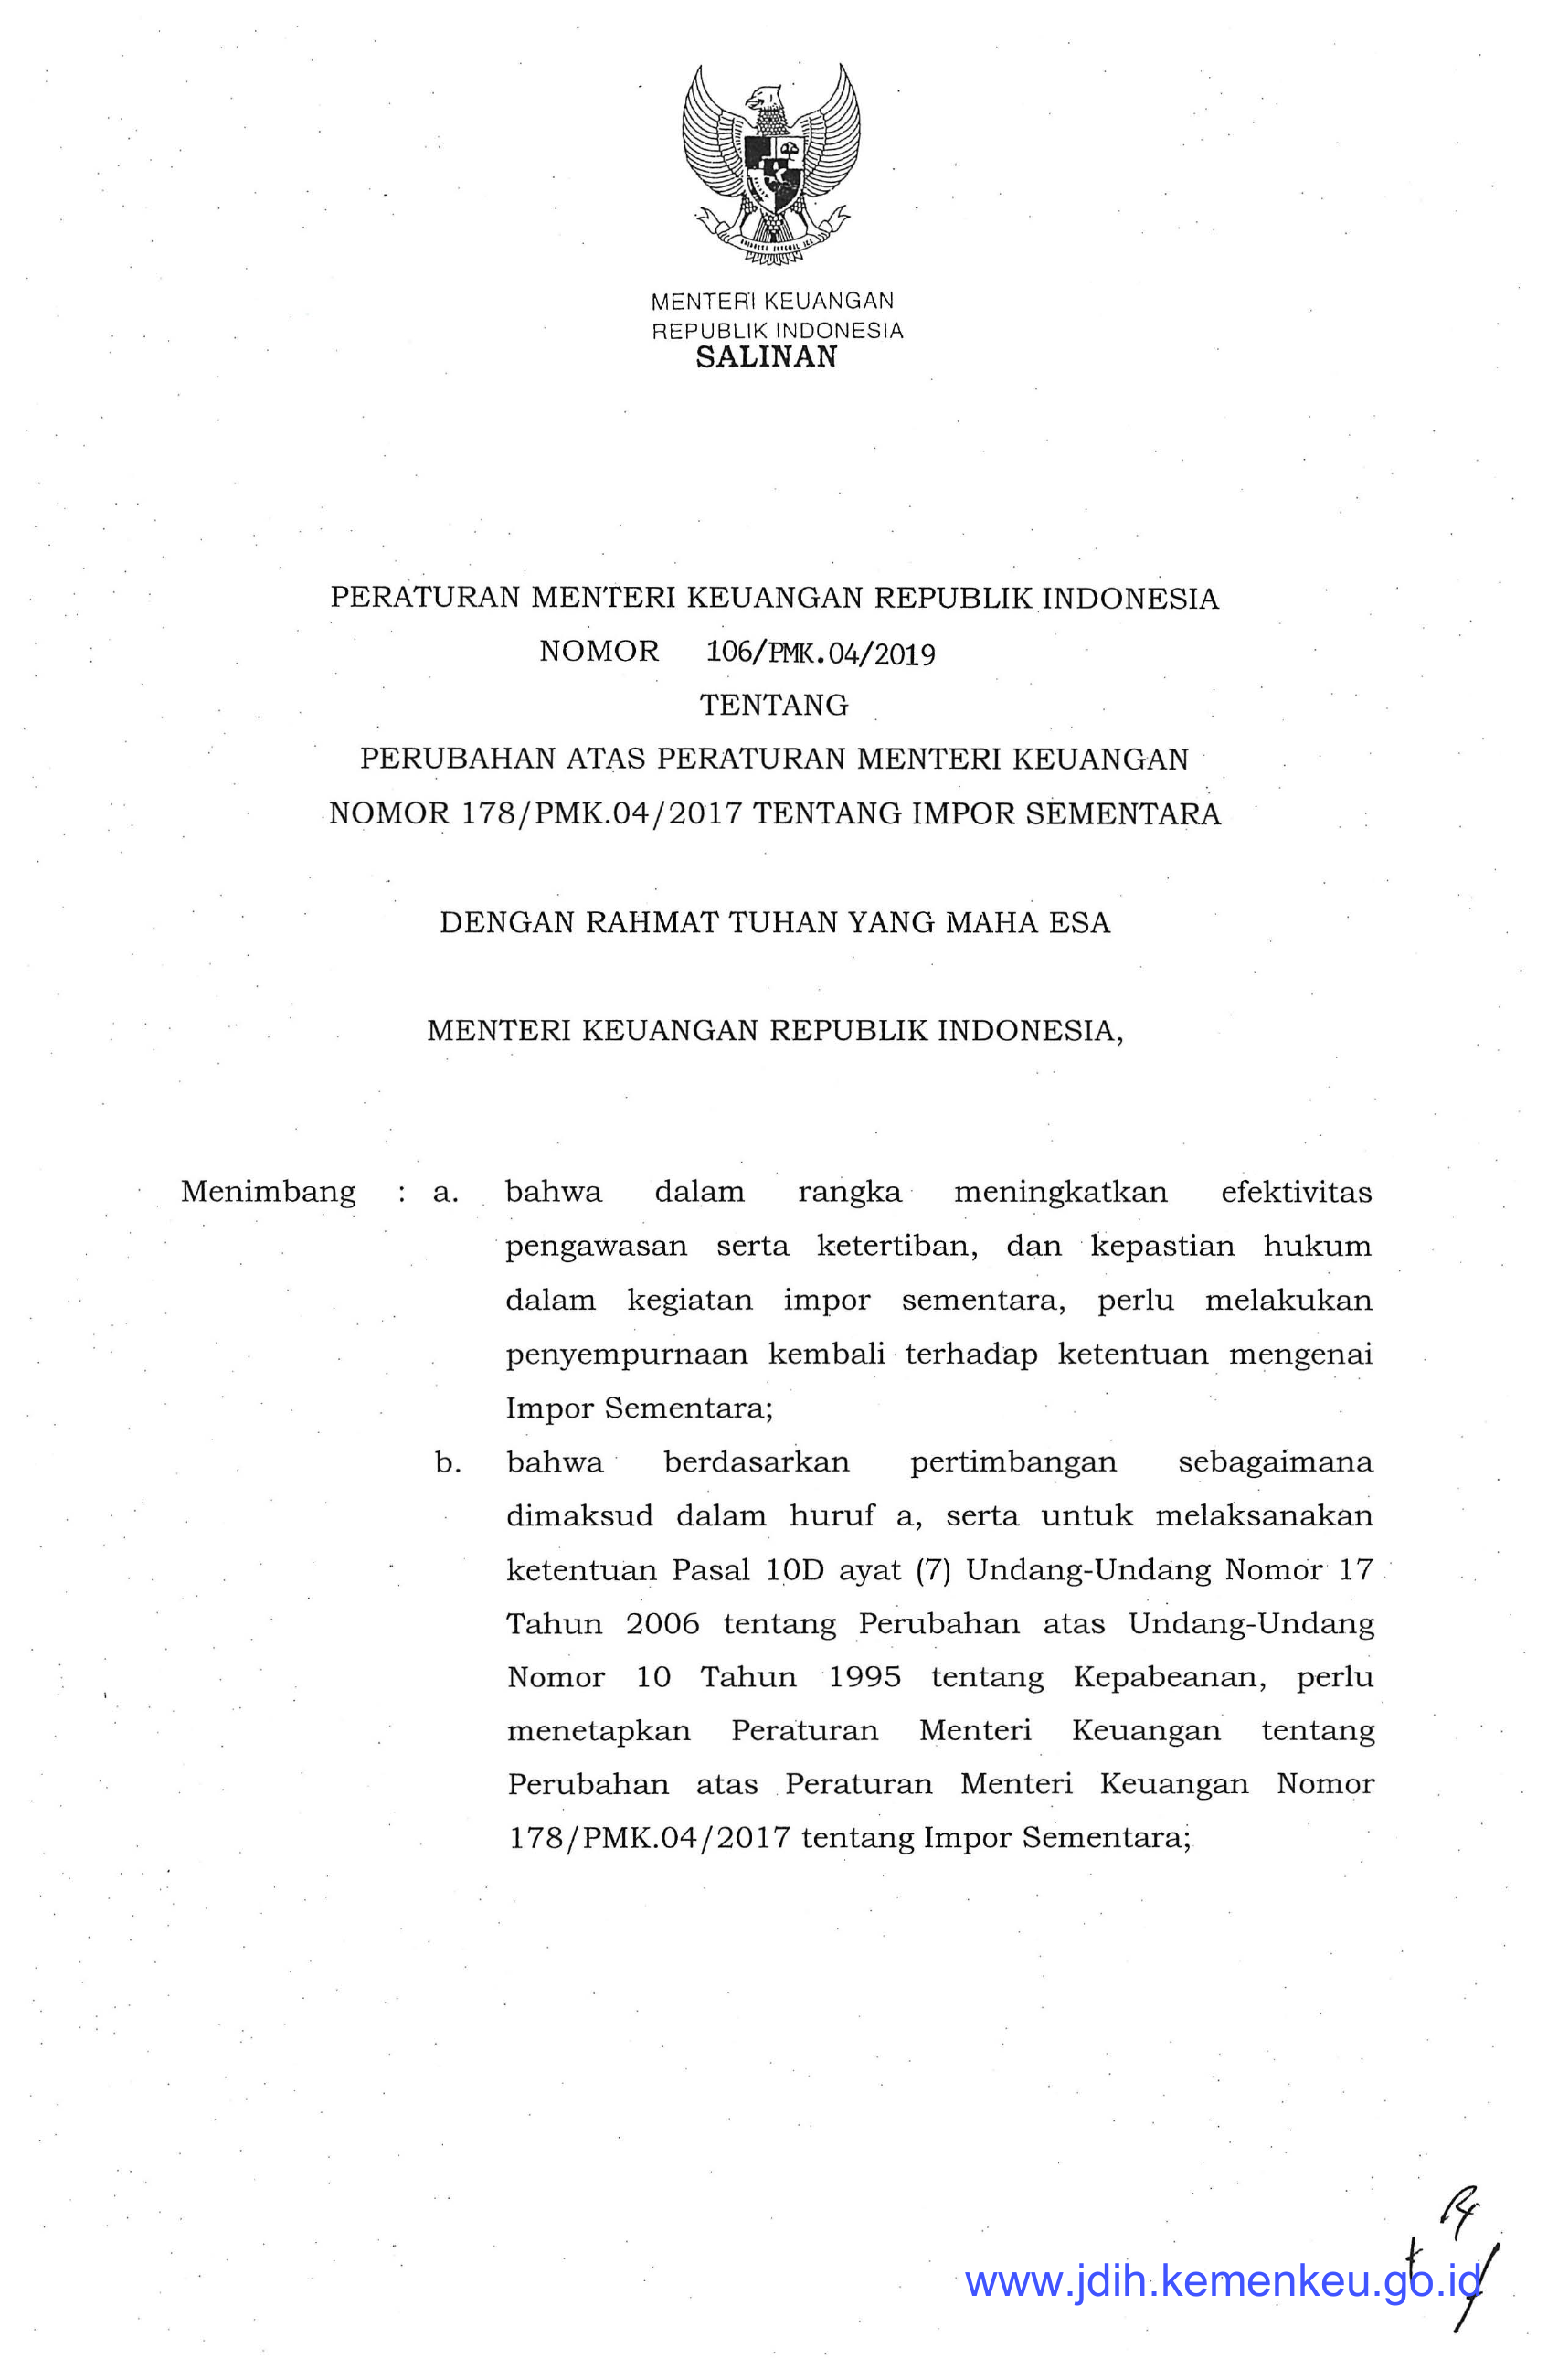 MENTERI KEUANGAN
REPUBLIK INDONESIA
SALINAN
PERATURAN MENTERI KEUANGAN REPUBLIK INDONESIA
NOMOR 106/PMK.04/2019
TENTANG
PERUBAHAN ATAS PERATURAN MENTERI KEUANGAN
NOMOR 178/PMK.04/2017 TENTANG IMPOR SEMENTARA
DENGAN RAHMAT TUHAN YANG MAHA ESA
MENTERI KEUANGAN REPUBLIK INDONESIA,
Menimbang : a. bahwa dalam rangka meningkatkan efektivitas
pengawasan serta ketertiban, dan kepastian hukum
dalam kegiatan impor sementara, perlu melakukan
penyempurnaan kembali terhadap ketentuan mengenai
Impor Sementara;
b. bahwa berdasarkan pertimbangan sebagaimana
dimaksud dalam huruf a, serta untuk melaksanakan
ketentuan Pasal 10D ayat (7) Undang-Undang Nomor 17
Tahun 2006 tentang Perubahan atas Undang-Undang
Nomor 10 Tahun 1995 tentang Kepabeanan, perlu
menetapkan Peraturan Menteri Keuangan tentang
Perubahan atas Peraturan Menteri Keuangan Nomor
178/PMK.04/2017 tentang Impor Sementara;
www.jdih.kemenkeu.go.id